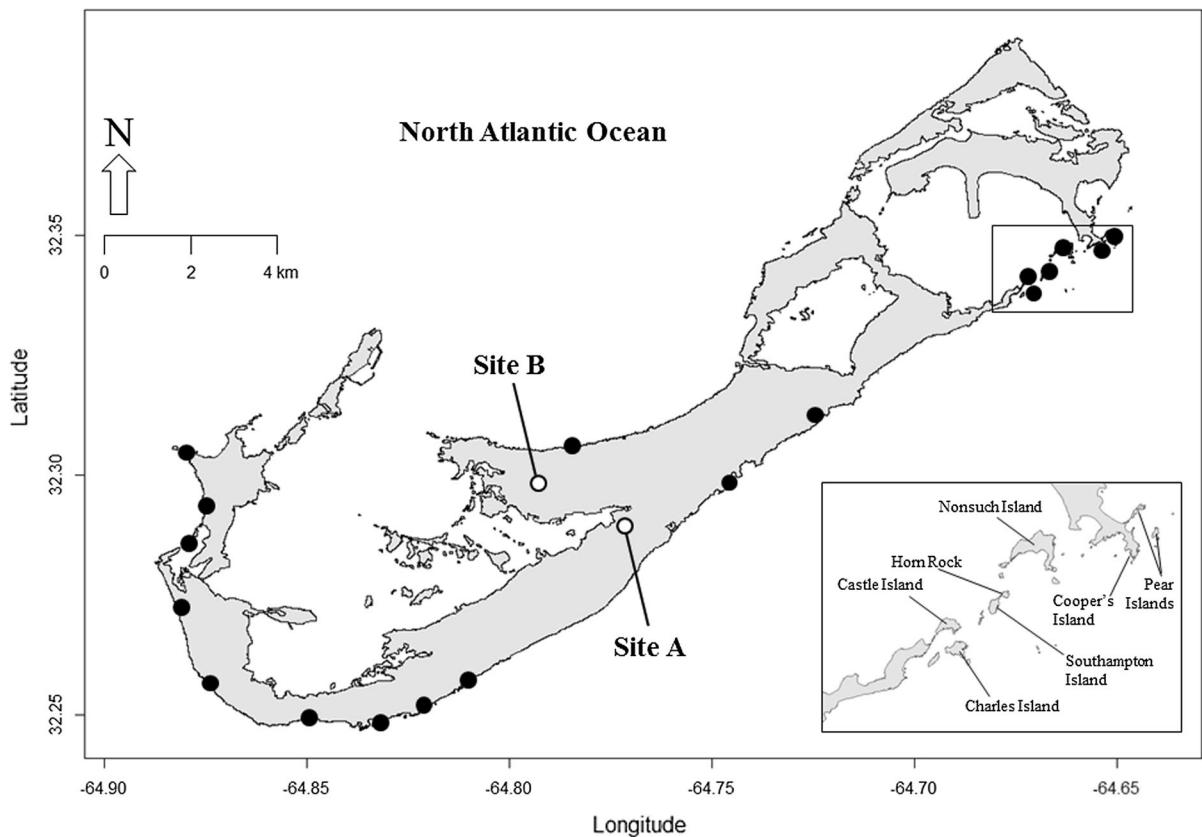 North Atlantic Ocean
N
0 2 4 km
Site B
Site A
Nonsuch Island
Horn Rock
Castle Island
Cooper's
Island
Pear
Islands
Southampton
Island
Charles Island
Latitude
32.35
32.30
32.25
-64.90 -64.85 -64.80 -64.75 -64.70 -64.65
Longitude